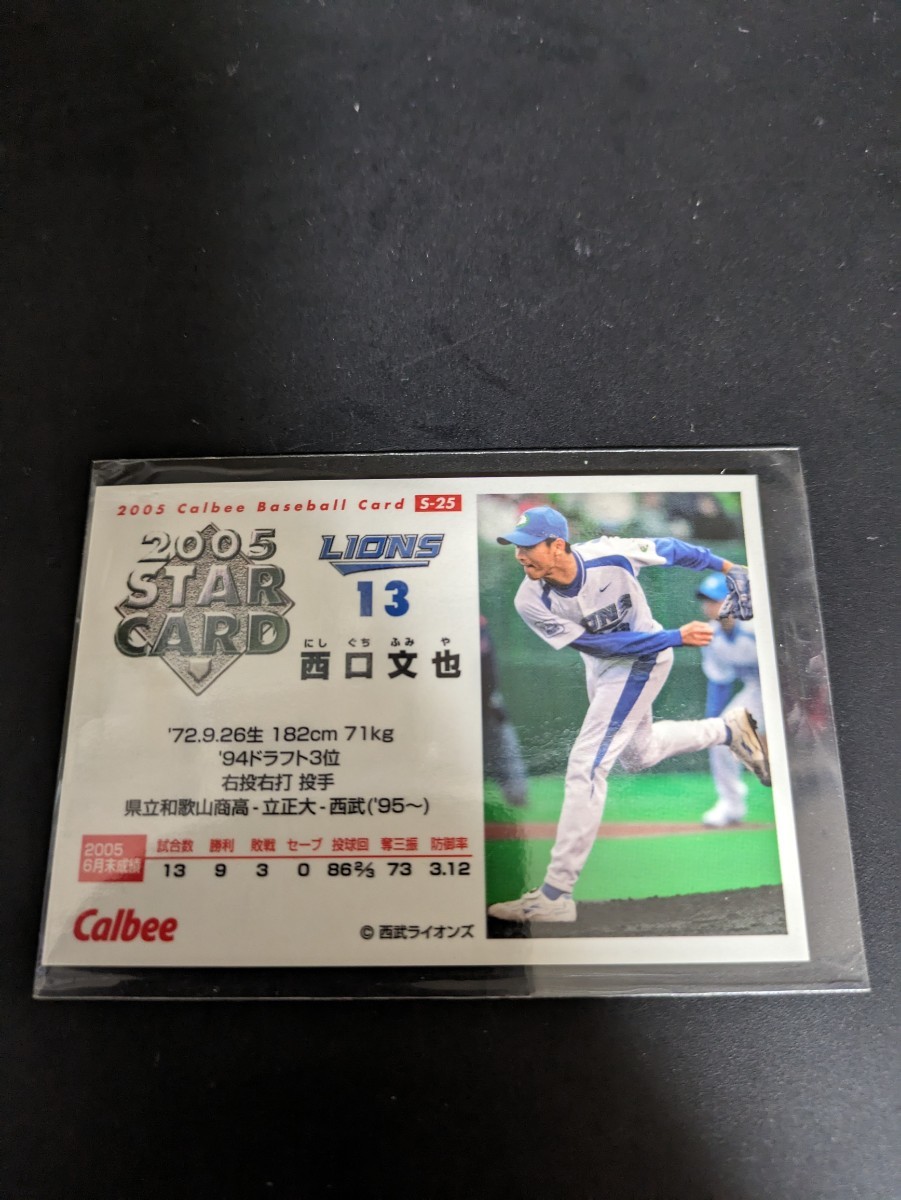 2005 Calbee Baseball Card S-25
2005
STAR
CARD
LIONS
13
にし ぐち ふみ や
西口文也
'72.9.26生 182cm 71kg
'94ドラフト3位
右投右打 投手
県立和歌山商高-立正大-西武('95～)
2005
6月末成績
試合数 勝利 敗戦 セーブ 投球回 奪三振 防御率
13 9 3 0 86 2/3 73 3.12
Calbee
© 西武ライオンズ
LIONS